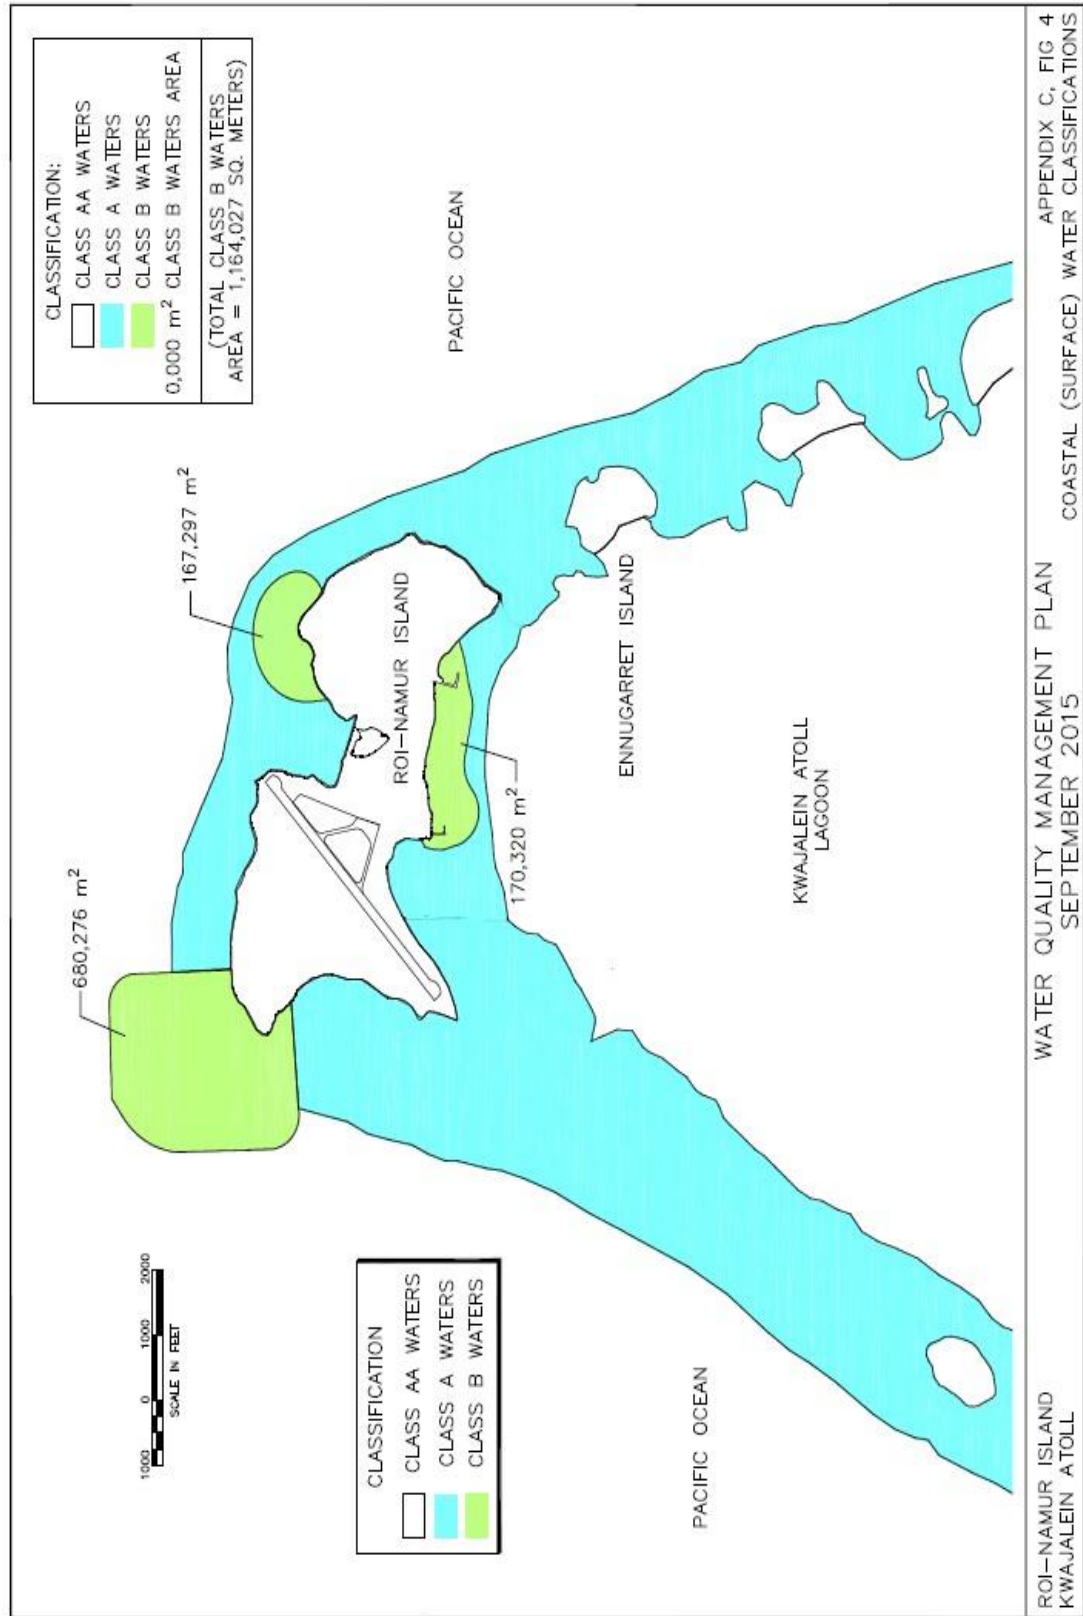 CLASSIFICATION:
CLASS AA WATERS
CLASS A WATERS
CLASS B WATERS
0,000 m² CLASS B WATERS AREA
(TOTAL CLASS B WATERS
AREA = 1,164,027 SQ. METERS)
1000 0 1000 2000
SCALE IN FEET
680,276 m²
167,297 m²
CLASSIFICATION
CLASS AA WATERS
CLASS A WATERS
CLASS B WATERS
ROI-NAMUR ISLAND
PACIFIC OCEAN
170,320 m²
ENNUGARRET ISLAND
PACIFIC OCEAN
KWAJALEIN ATOLL
LAGOON
ROI-NAMUR ISLAND
KWAJALEIN ATOLL
WATER QUALITY MANAGEMENT PLAN
SEPTEMBER 2015
APPENDIX C, FIG 4
COASTAL (SURFACE) WATER CLASSIFICATIONS